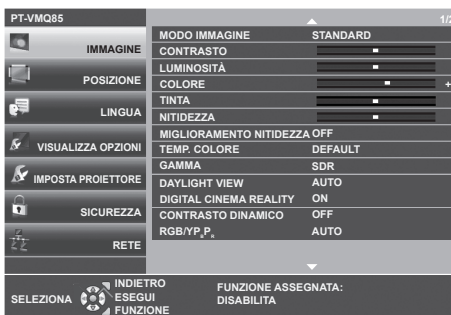 PT-VMQ85
1/2
IMMAGINE
POSIZIONE
LINGUA
VISUALIZZA OPZIONI
IMPOSTA PROIETTORE
SICUREZZA
RETE
MODO IMMAGINE STANDARD
CONTRASTO
LUMINOSITÀ
COLORE +
TINTA
NITIDEZZA
MIGLIORAMENTO NITIDEZZA OFF
TEMP. COLORE DEFAULT
GAMMA SDR
DAYLIGHT VIEW AUTO
DIGITAL CINEMA REALITY ON
CONTRASTO DINAMICO OFF
RGB/YPBPR AUTO
SELEZIONA
INDIETRO
ESEGUI
FUNZIONE
FUNZIONE ASSEGNATA:
DISABILITA